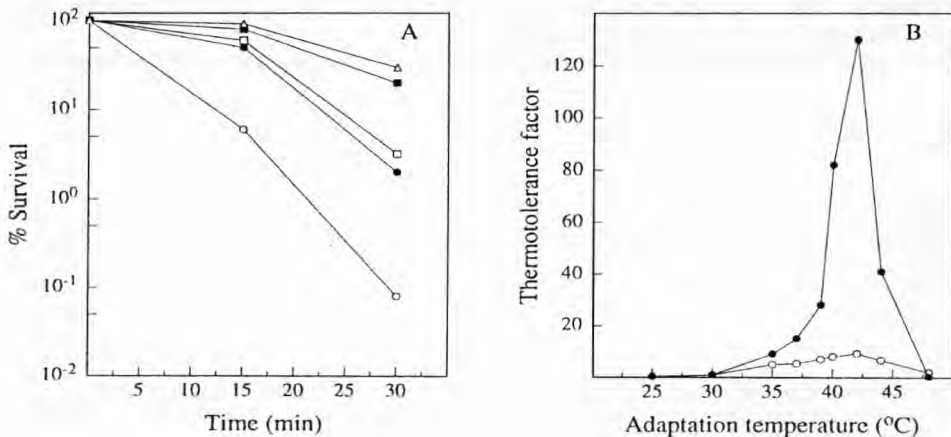 A
% Survival
10²
10¹
10⁰
10⁻¹
10⁻²
5 10 15 20 25 30
Time (min)
B
Thermotolerance factor
120
100
80
60
40
20
25 30 35 40 45
Adaptation temperature (°C)